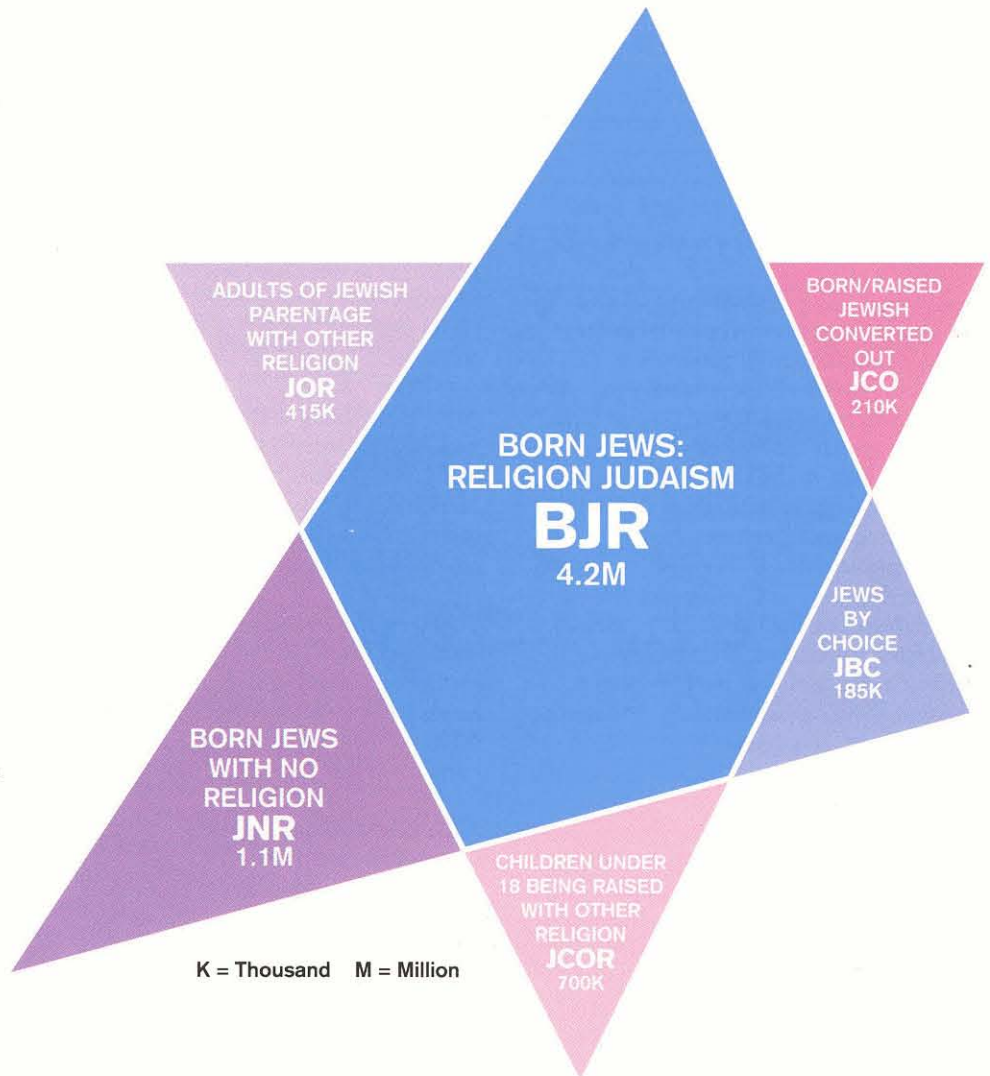 ADULTS OF JEWISH
PARENTAGE
WITH OTHER
RELIGION
JOR
415K
BORN/RAISED
JEWISH
CONVERTED
OUT
JCO
210K
BORN JEWS:
RELIGION JUDAISM
BJR
4.2M
JEWS
BY
CHOICE
JBC
185K
BORN JEWS
WITH NO
RELIGION
JNR
1.1M
CHILDREN UNDER
18 BEING RAISED
WITH OTHER
RELIGION
JCOR
700K
K = Thousand M = Million